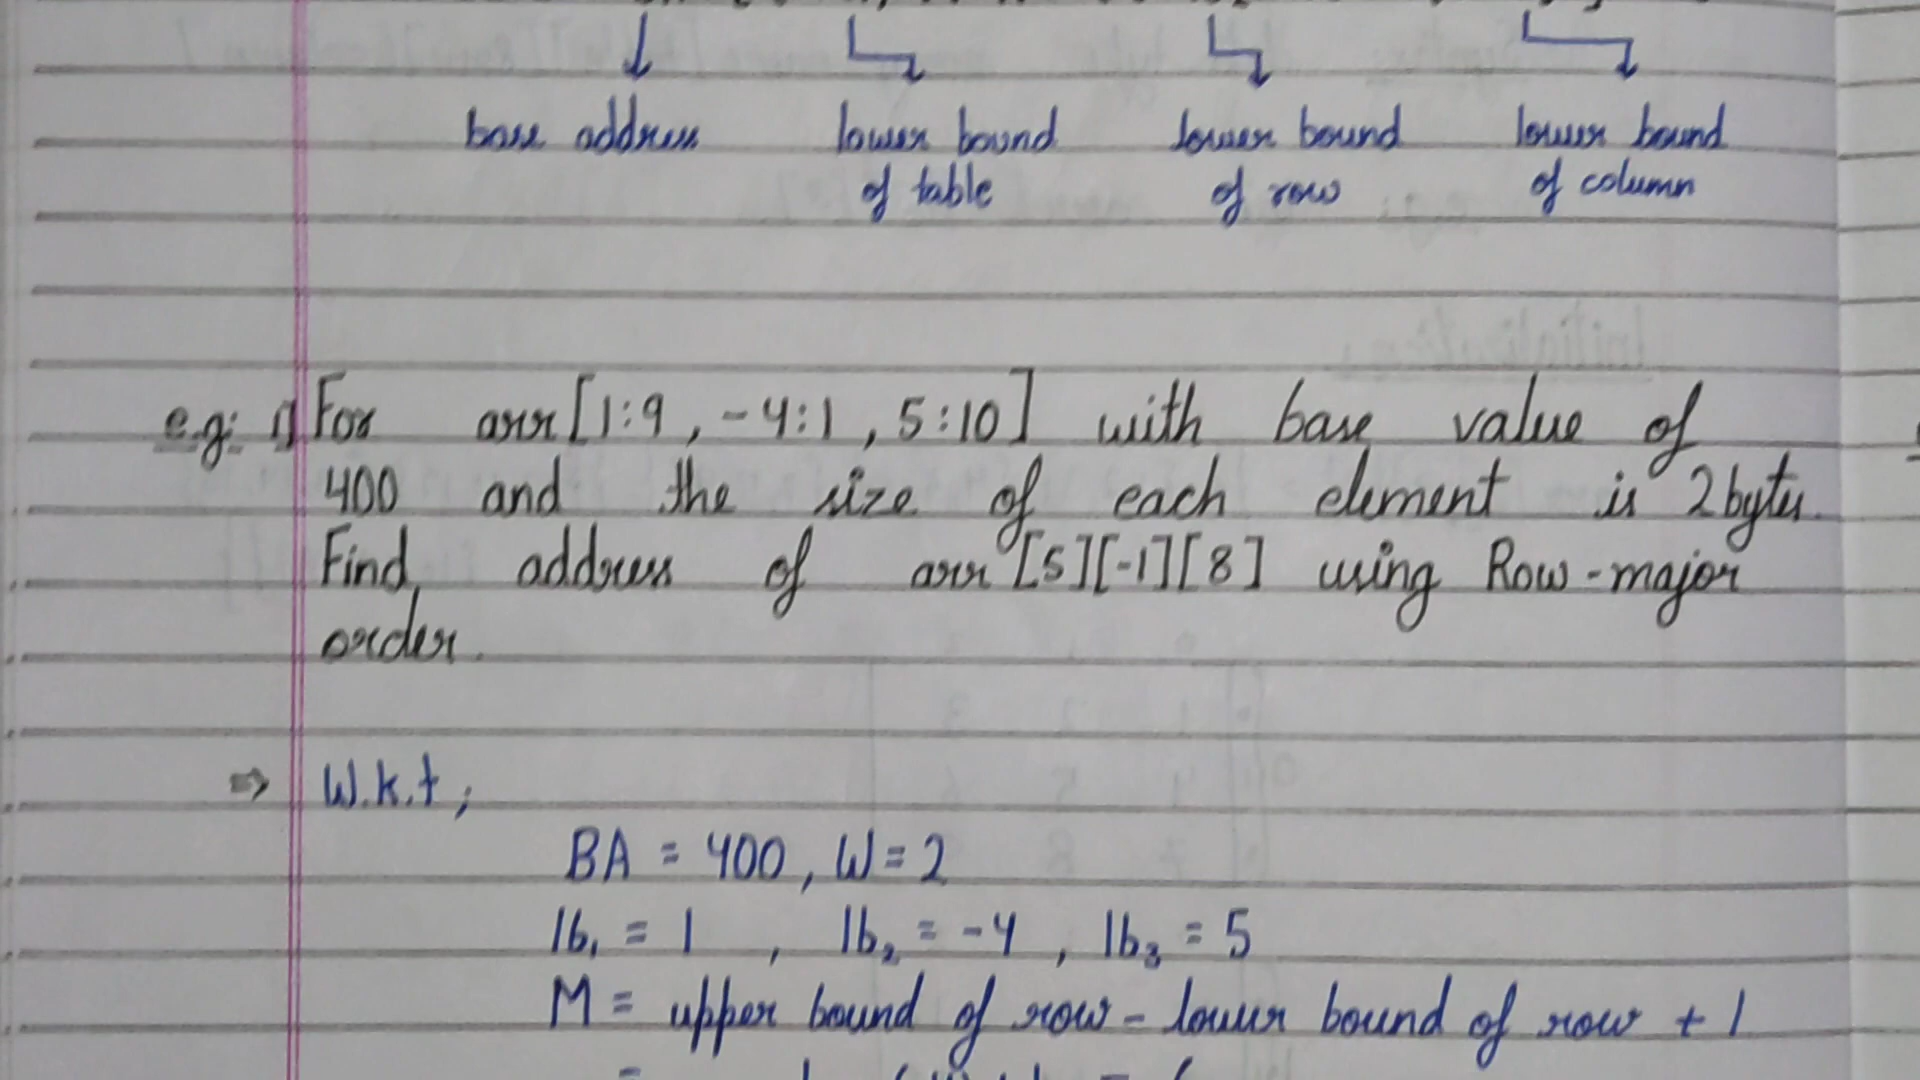 base address lower bound lower bound lower bound
of table of row of column
e.g: 1) For arr[1:9, -4:1, 5:10] with base value of
400 and the size of each element is 2bytes.
Find address of arr[5][-1][8] using Row-major
order.
⇒ W.k.t,
BA = 400, W = 2
lb₁ = 1 , lb₂ = -4 , lb₃ = 5
M = upper bound of row - lower bound of row + 1